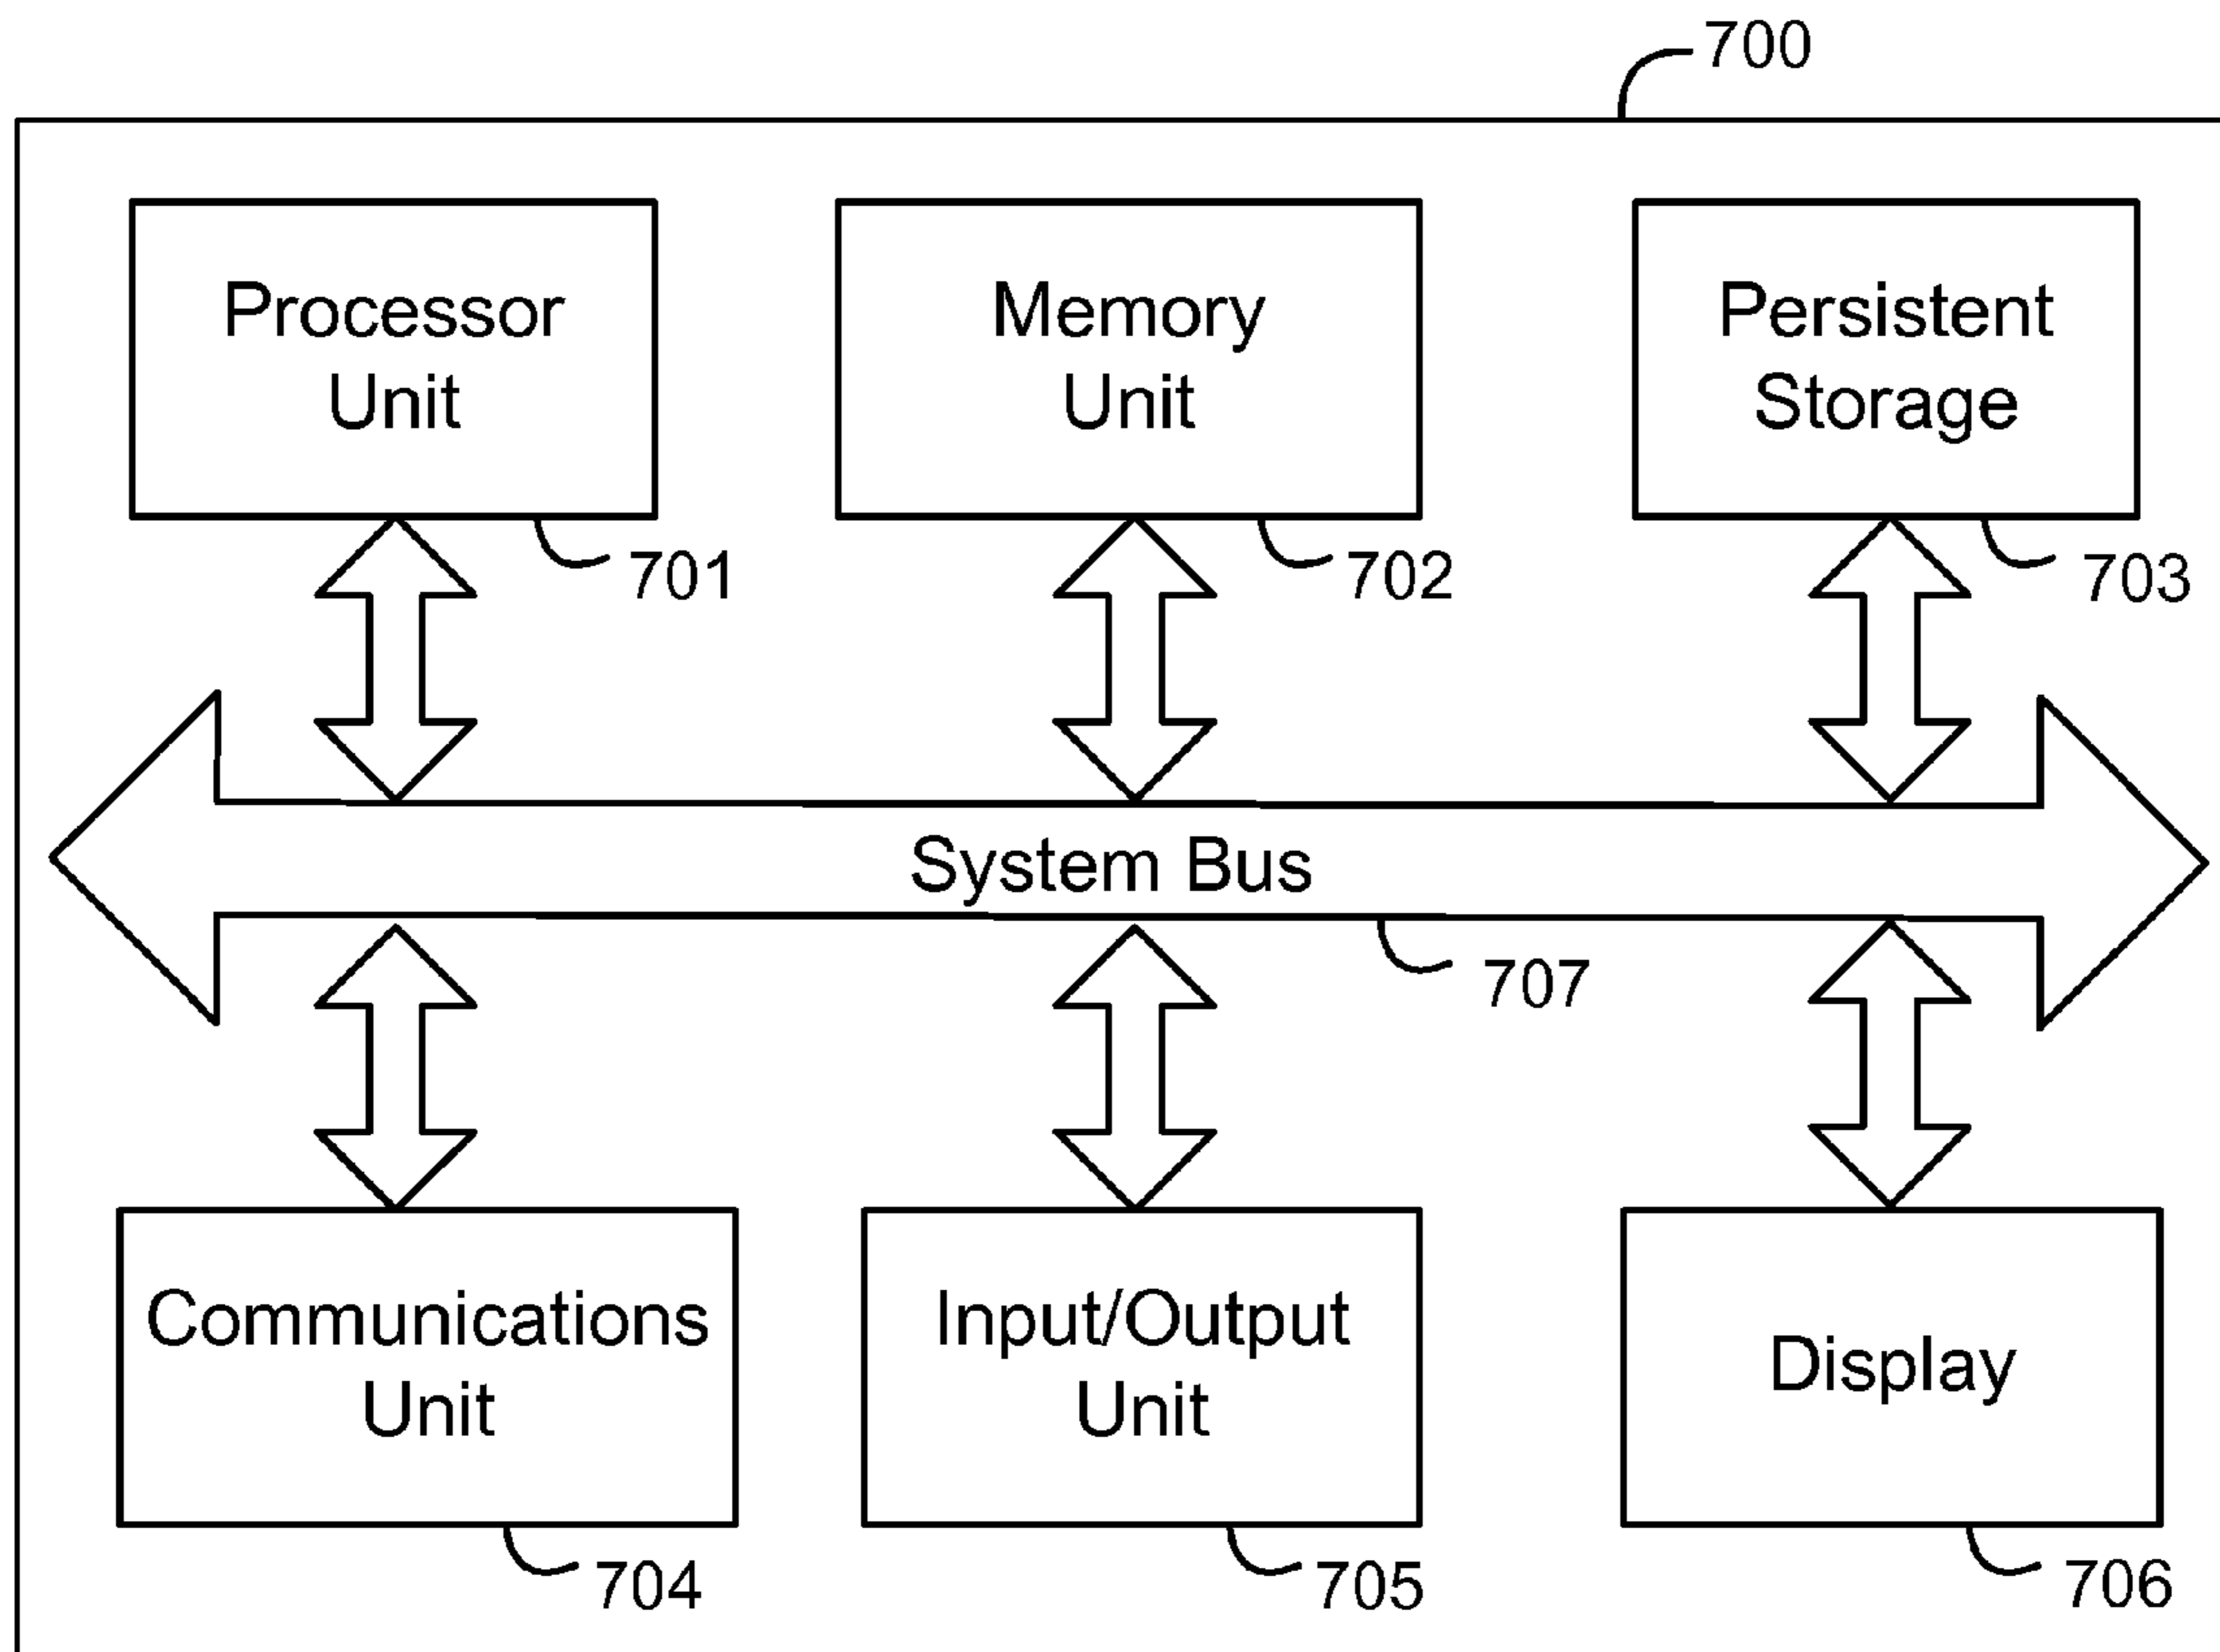 700
Processor
Unit
701
Memory
Unit
702
Persistent
Storage
703
System Bus
707
Communications
Unit
704
Input/Output
Unit
705
Display
706